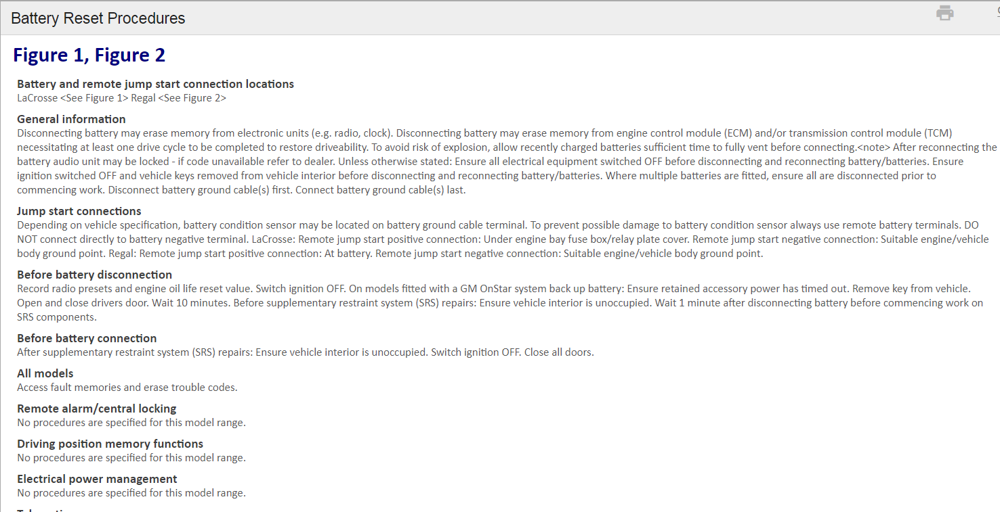 Battery Reset Procedures
Figure 1, Figure 2
Battery and remote jump start connection locations
LaCrosse <See Figure 1> Regal <See Figure 2>
General information
Disconnecting battery may erase memory from electronic units (e.g. radio, clock). Disconnecting battery may erase memory from engine control module (ECM) and/or transmission control module (TCM)
necessitating at least one drive cycle to be completed to restore driveability. To avoid risk of explosion, allow recently charged batteries sufficient time to fully vent before connecting.<note> After reconnecting the
battery audio unit may be locked - if code unavailable refer to dealer. Unless otherwise stated: Ensure all electrical equipment switched OFF before disconnecting and reconnecting battery/batteries. Ensure
ignition switched OFF and vehicle keys removed from vehicle interior before disconnecting and reconnecting battery/batteries. Where multiple batteries are fitted, ensure all are disconnected prior to
commencing work. Disconnect battery ground cable(s) first. Connect battery ground cable(s) last.
Jump start connections
Depending on vehicle specification, battery condition sensor may be located on battery ground cable terminal. To prevent possible damage to battery condition sensor always use remote battery terminals. DO
NOT connect directly to battery negative terminal. LaCrosse: Remote jump start positive connection: Under engine bay fuse box/relay plate cover. Remote jump start negative connection: Suitable engine/vehicle
body ground point. Regal: Remote jump start positive connection: At battery. Remote jump start negative connection: Suitable engine/vehicle body ground point.
Before battery disconnection
Record radio presets and engine oil life reset value. Switch ignition OFF. On models fitted with a GM OnStar system back up battery: Ensure retained accessory power has timed out. Remove key from vehicle.
Open and close drivers door. Wait 10 minutes. Before supplementary restraint system (SRS) repairs: Ensure vehicle interior is unoccupied. Wait 1 minute after disconnecting battery before commencing work on
SRS components.
Before battery connection
After supplementary restraint system (SRS) repairs: Ensure vehicle interior is unoccupied. Switch ignition OFF. Close all doors.
All models
Access fault memories and erase trouble codes.
Remote alarm/central locking
No procedures are specified for this model range.
Driving position memory functions
No procedures are specified for this model range.
Electrical power management
No procedures are specified for this model range.